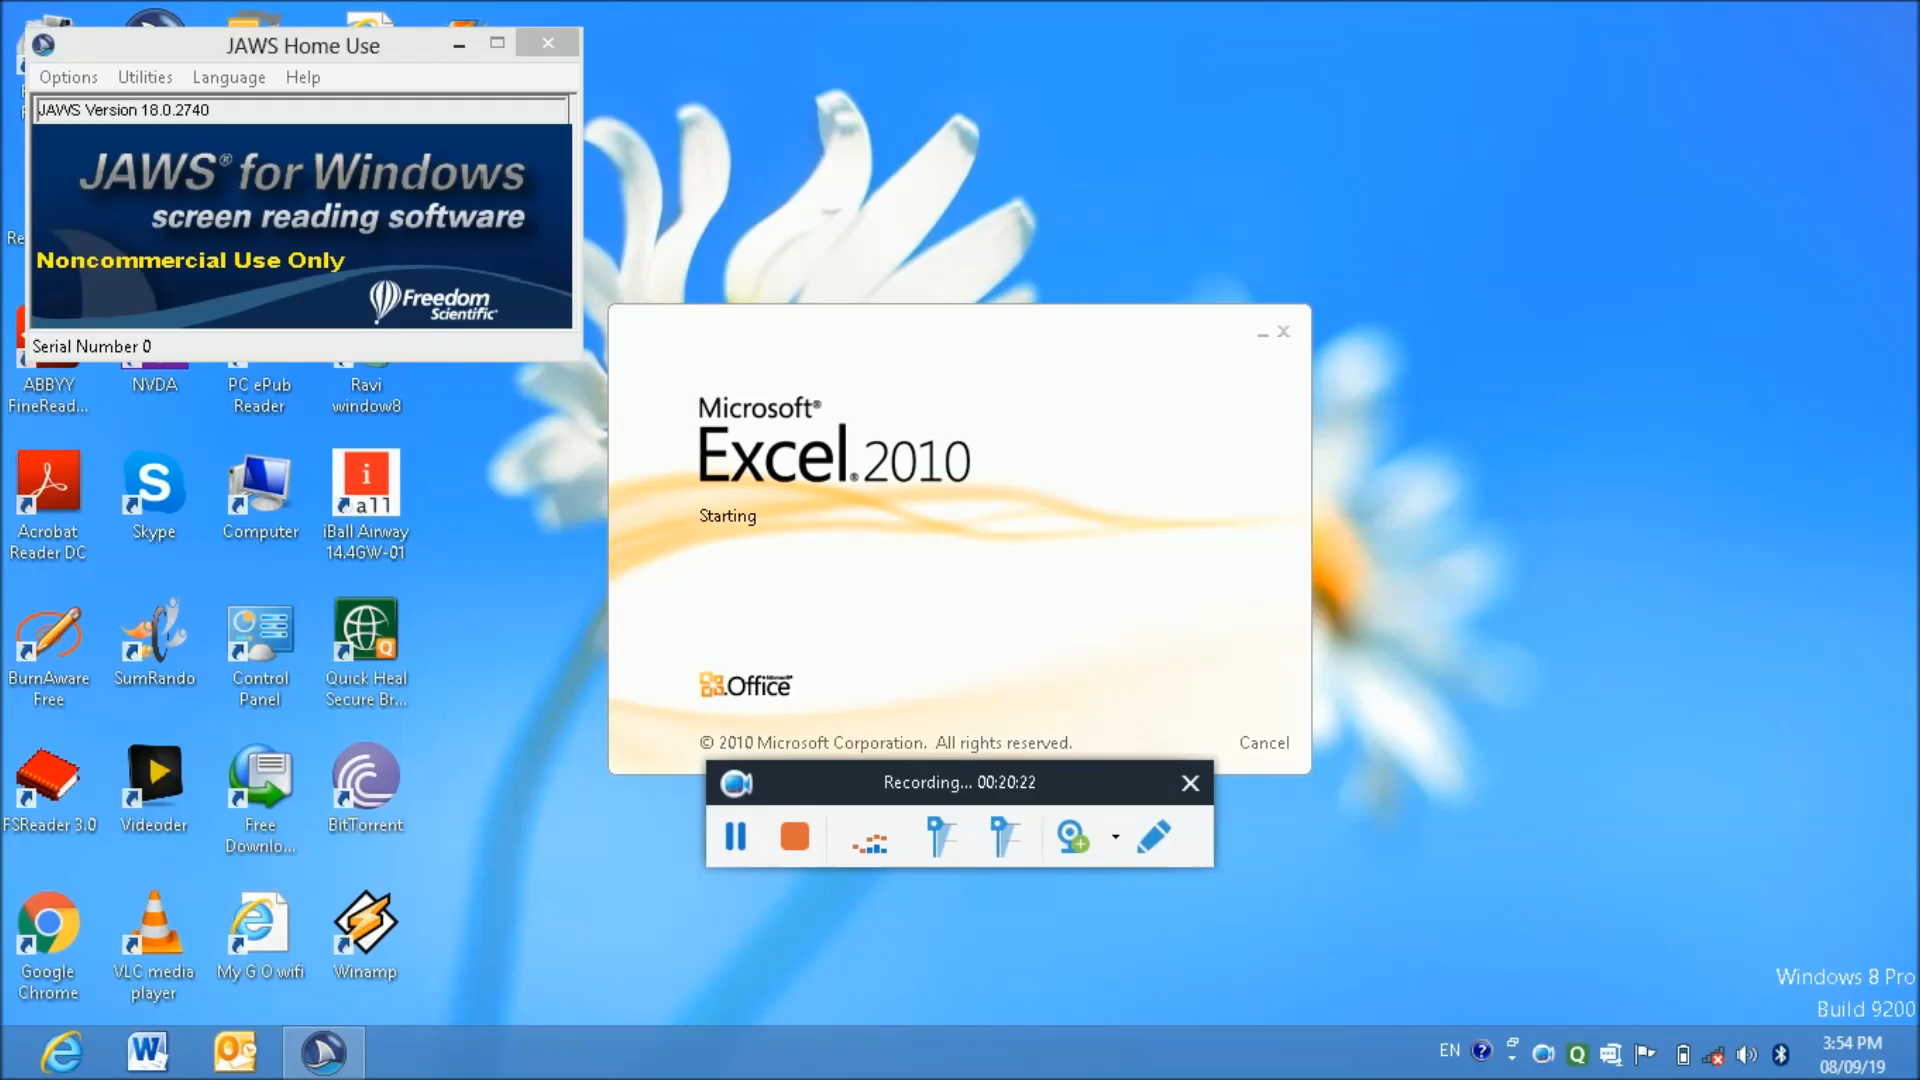 JAWS Home Use
Options Utilities Language Help
JAWS Version 18.0.2740
JAWS® for Windows
screen reading software
Noncommercial Use Only
Freedom
Scientific
Serial Number 0
Re
ABBYY
FineRead...
NVDA
PC ePub
Reader
Ravi
window8
Acrobat
Reader DC
Skype
Computer
i
all
iBall Airway
14.4GW-01
BurnAware
Free
SumRando
Control
Panel
Quick Heal
Secure Br...
FSReader 3.0
Videoder
Free
Downlo...
BitTorrent
Google
Chrome
VLC media
player
My G O wifi
Winamp
Microsoft®
Excel® 2010
Starting
Office
© 2010 Microsoft Corporation. All rights reserved.
Cancel
Recording... 00:20:22
Windows 8 Pro
Build 9200
EN
3:54 PM
08/09/19